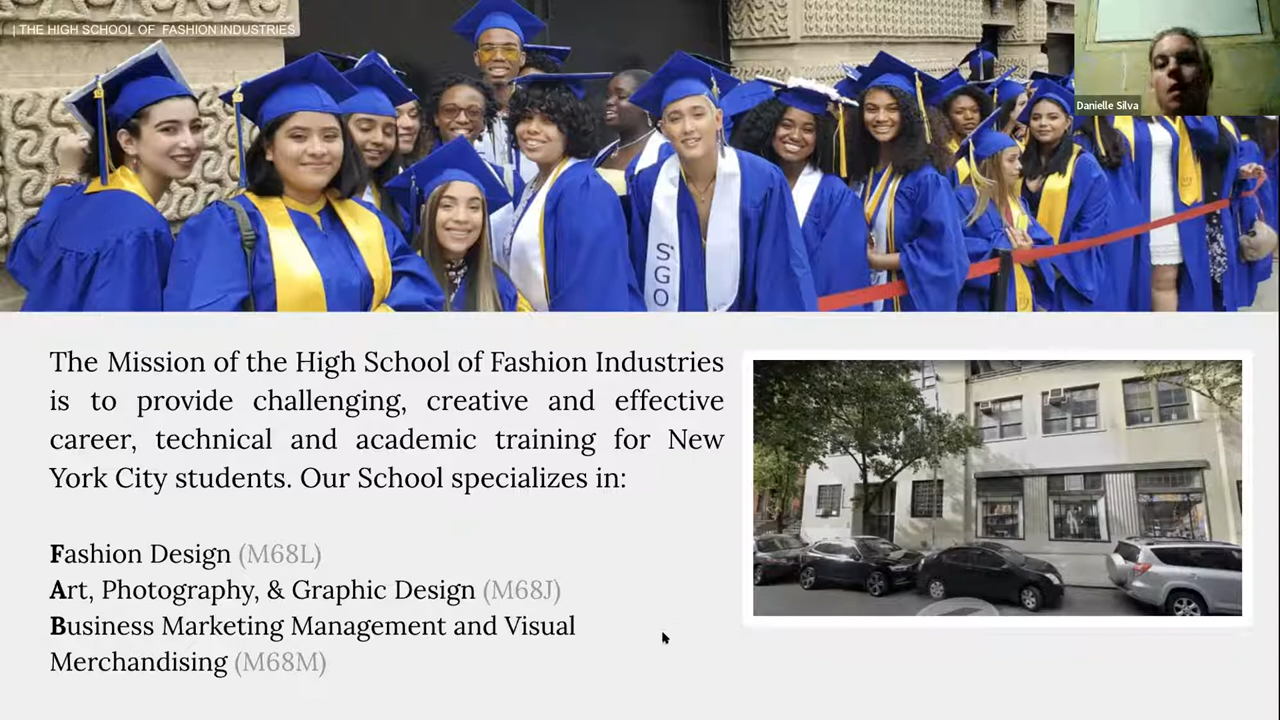 | THE HIGH SCHOOL OF FASHION INDUSTRIES
Danielle Silva
SGO
The Mission of the High School of Fashion Industries
is to provide challenging, creative and effective
career, technical and academic training for New
York City students. Our School specializes in:
Fashion Design (M68L)
Art, Photography, & Graphic Design (M68J)
Business Marketing Management and Visual
Merchandising (M68M)